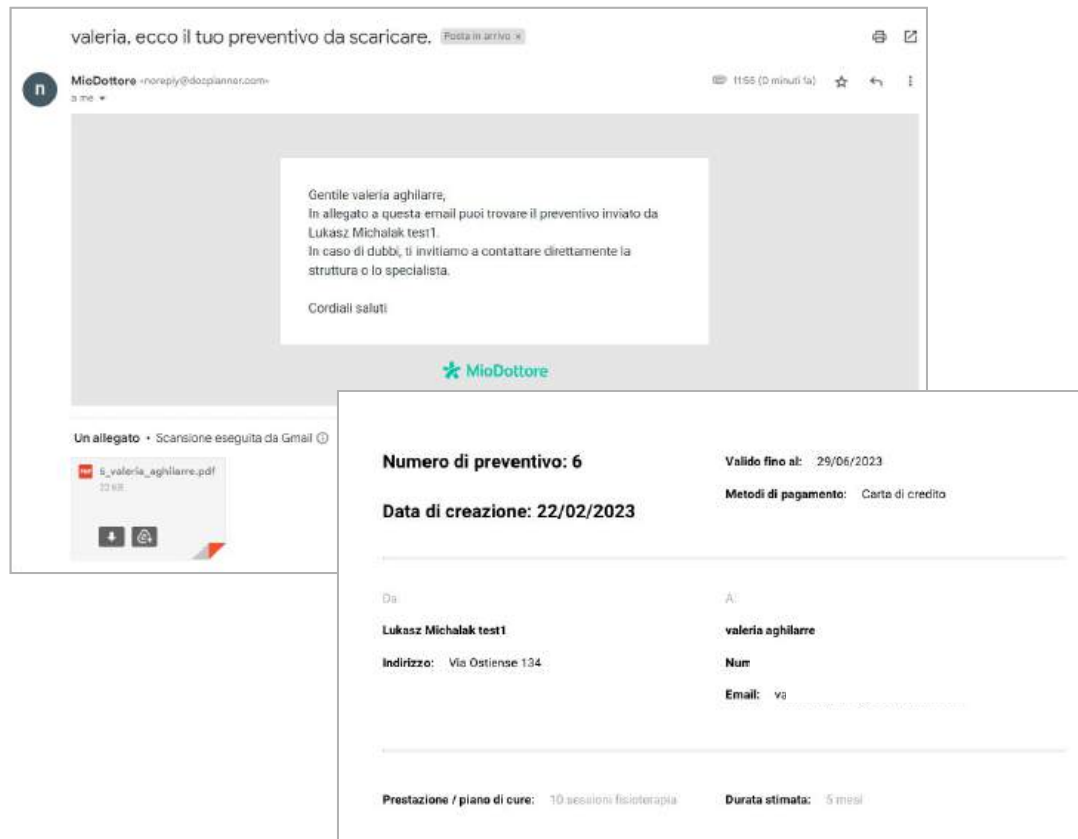 valeria, ecco il tuo preventivo da scaricare. Posta in arrivo x
n
MioDottore <noreply@docplanner.com>
11:55 (0 minuti fa)
a me
Gentile valeria aghilarre,
In allegato a questa email puoi trovare il preventivo inviato da
Lukasz Michalak test1.
In caso di dubbi, ti invitiamo a contattare direttamente la
struttura o lo specialista.
Cordiali saluti
MioDottore
Un allegato • Scansione eseguita da Gmail
PDF 6_valeria_aghilarre.pdf
22 KB
Numero di preventivo: 6
Valido fino al: 29/06/2023
Metodi di pagamento: Carta di credito
Data di creazione: 22/02/2023
Da
A:
Lukasz Michalak test1
valeria aghilarre
Indirizzo: Via Ostiense 134
Num
Email: va
Prestazione / piano di cure: 10 sessioni fisioterapia
Durata stimata: 5 mesi